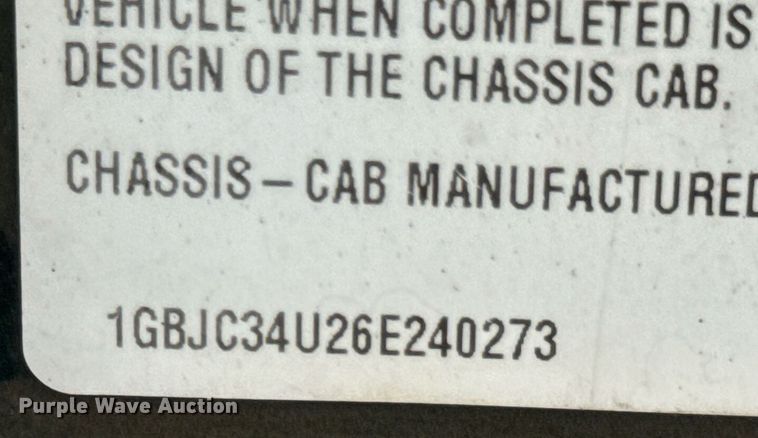 VEHICLE WHEN COMPLETED IS
DESIGN OF THE CHASSIS CAB.
CHASSIS – CAB MANUFACTURED
1GBJC34U26E240273
Purple Wave Auction